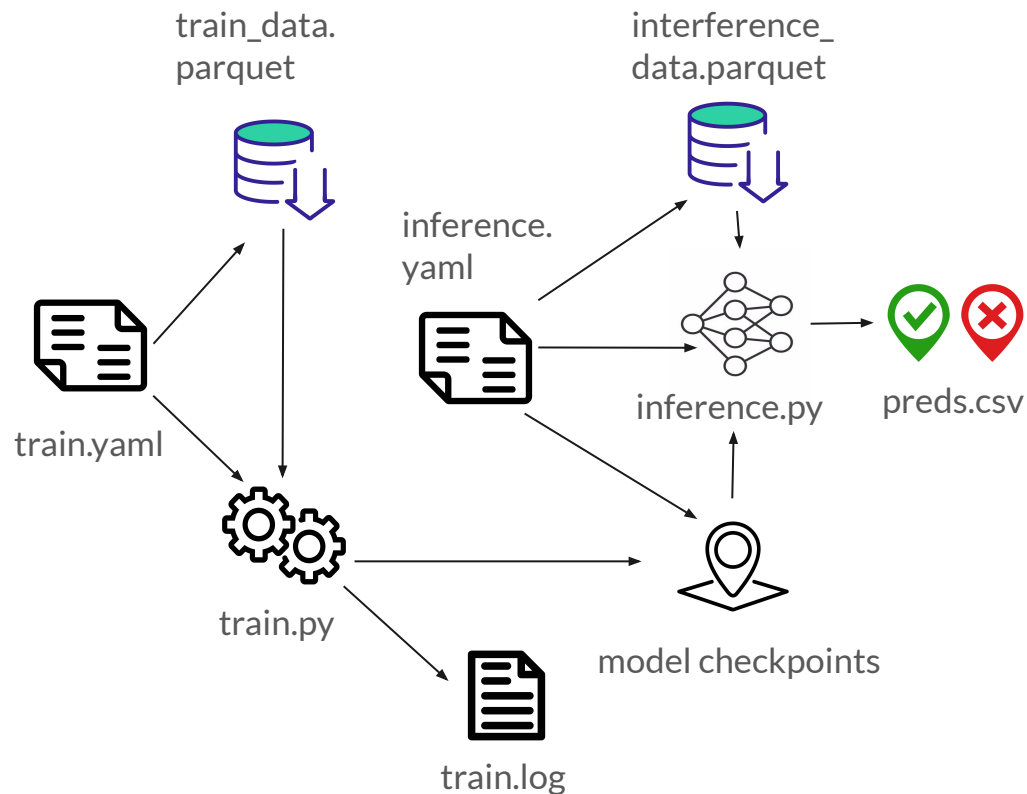 train_data.
parquet
interference_
data.parquet
inference.
yaml
train.yaml
inference.py
preds.csv
train.py
model checkpoints
train.log